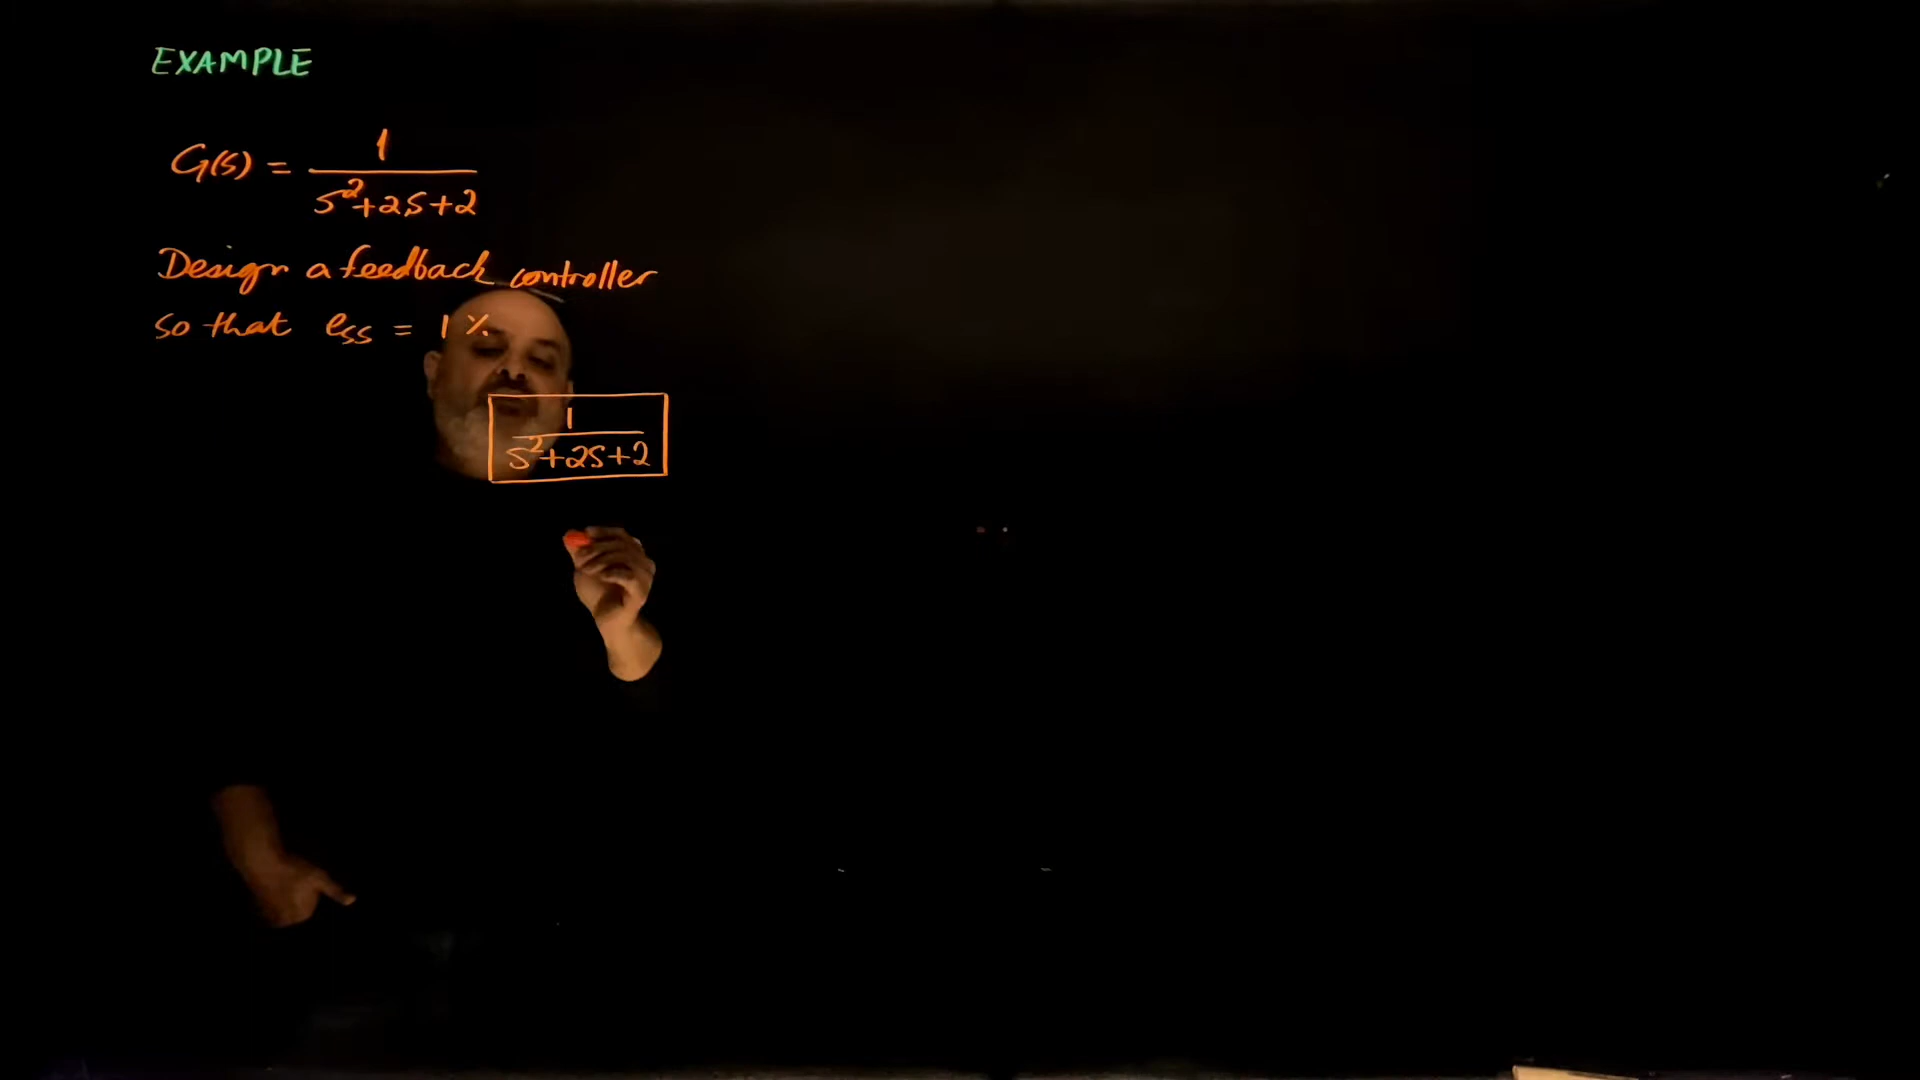 EXAMPLE
G(s) = 1 / s²+2s+2
Design a feedback controller
so that ess = 1 %
1 / s²+2s+2